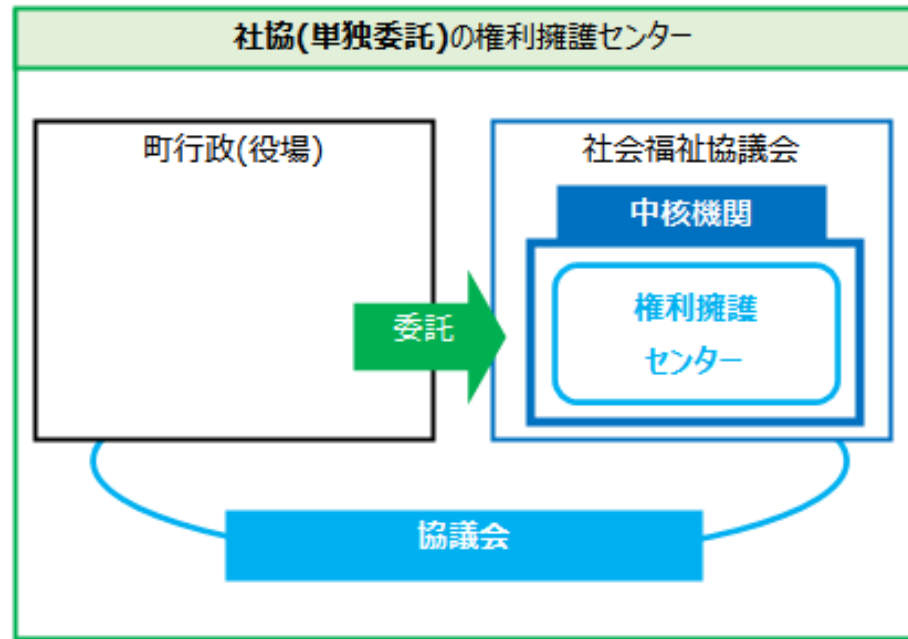 社協(単独委託)の権利擁護センター
町行政(役場)
社会福祉協議会
中核機関
委託
権利擁護
センター
協議会